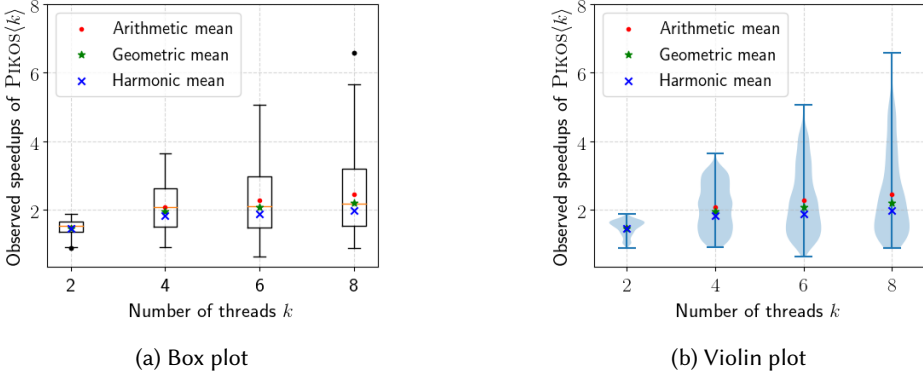 Observed speedups of PIKOS⟨k⟩
8
6
4
2
Arithmetic mean
Geometric mean
Harmonic mean
2 4 6 8
Number of threads k
(a) Box plot
Observed speedups of PIKOS⟨k⟩
8
6
4
2
Arithmetic mean
Geometric mean
Harmonic mean
2 4 6 8
Number of threads k
(b) Violin plot